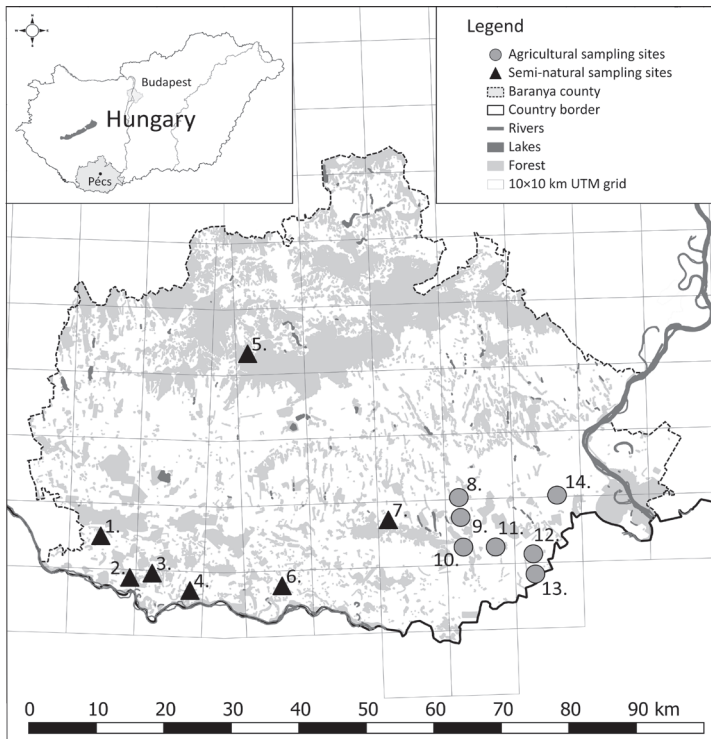 Budapest
Hungary
Pécs
Legend
Agricultural sampling sites
Semi-natural sampling sites
Baranya county
Country border
Rivers
Lakes
Forest
10×10 km UTM grid
5.
8.
14.
7.
9.
1.
11.
12.
10.
2.
3.
4.
6.
13.
0 10 20 30 40 50 60 70 80 90 km